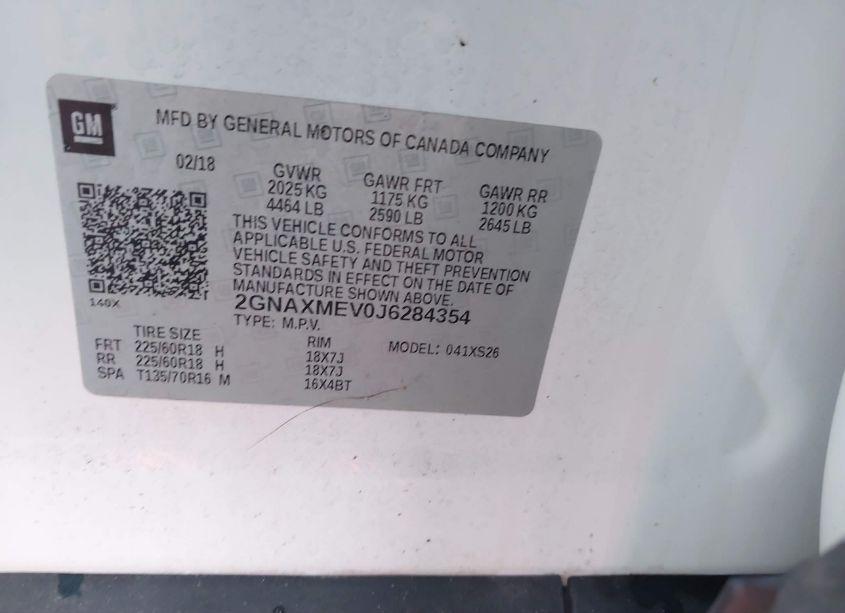 GM
MFD BY GENERAL MOTORS OF CANADA COMPANY
02/18
GVWR GAWR FRT GAWR RR
2025 KG 1175 KG 1200 KG
4464 LB 2590 LB 2645 LB
THIS VEHICLE CONFORMS TO ALL
APPLICABLE U.S. FEDERAL MOTOR
VEHICLE SAFETY AND THEFT PREVENTION
STANDARDS IN EFFECT ON THE DATE OF
MANUFACTURE SHOWN ABOVE.
140X
2GNAXMEV0J6284354
TYPE: M.P.V.
TIRE SIZE RIM MODEL: 041XS26
FRT 225/60R18 H 18X7J
RR 225/60R18 H 18X7J
SPA T135/70R16 M 16X4BT